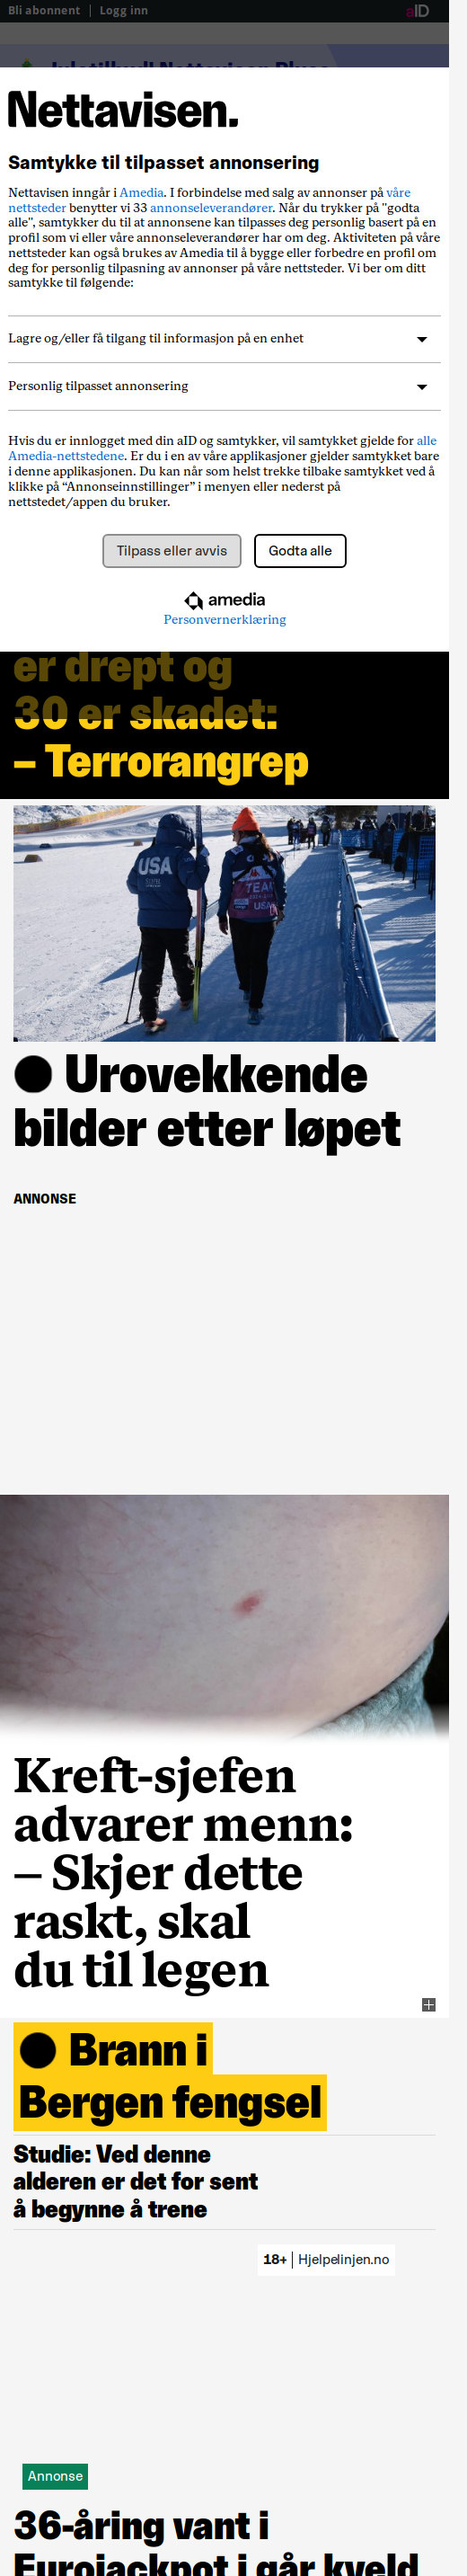 Bli abonnent | Logg inn
aID
Nettavisen.
Samtykke til tilpasset annonsering
Nettavisen inngår i Amedia. I forbindelse med salg av annonser på våre
nettsteder benytter vi 33 annonseleverandører. Når du trykker på "godta
alle", samtykker du til at annonsene kan tilpasses deg personlig basert på en
profil som vi eller våre annonseleverandører har om deg. Aktiviteten på våre
nettsteder kan også brukes av Amedia til å bygge eller forbedre en profil om
deg for personlig tilpasning av annonser på våre nettsteder. Vi ber om ditt
samtykke til følgende:
Lagre og/eller få tilgang til informasjon på en enhet
Personlig tilpasset annonsering
Hvis du er innlogget med din aID og samtykker, vil samtykket gjelde for alle
Amedia-nettstedene. Er du i en av våre applikasjoner gjelder samtykket bare
i denne applikasjonen. Du kan når som helst trekke tilbake samtykket ved å
klikke på “Annonseinnstillinger” i menyen eller nederst på
nettstedet/appen du bruker.
Tilpass eller avvis
Godta alle
amedia
Personvernerklæring
er drept og
30 er skadet:
– Terrorangrep
USA
TEAM
USA
Urovekkende
bilder etter løpet
ANNONSE
Kreft-sjefen
advarer menn:
– Skjer dette
raskt, skal
du til legen
Brann i
Bergen fengsel
Studie: Ved denne
alderen er det for sent
å begynne å trene
18+ | Hjelpelinjen.no
Annonse
36-åring vant i
Eurojackpot i går kveld